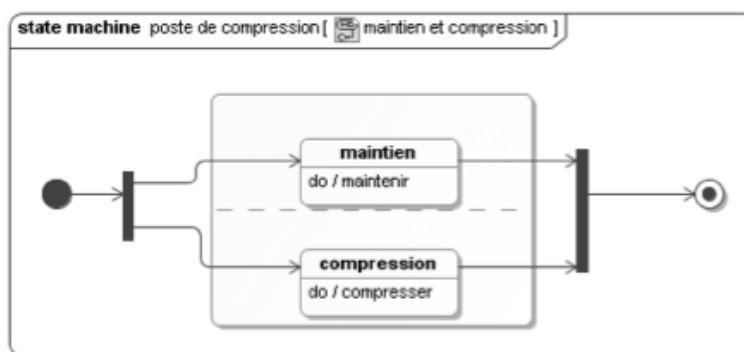 state machine poste de compression [ maintien et compression ]
maintien
do / maintenir
compression
do / compresser